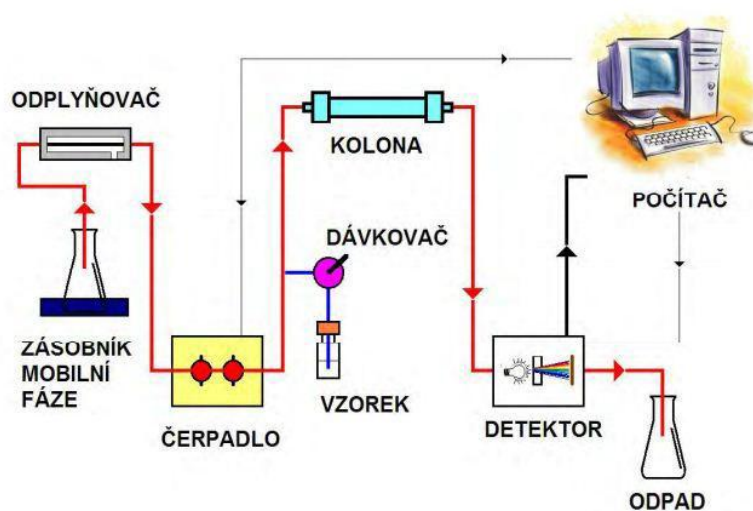 ODPLYŇOVAČ
KOLONA
POČÍTAČ
DÁVKOVAČ
ZÁSOBNÍK
MOBILNÍ
FÁZE
VZOREK
ČERPADLO
DETEKTOR
ODPAD